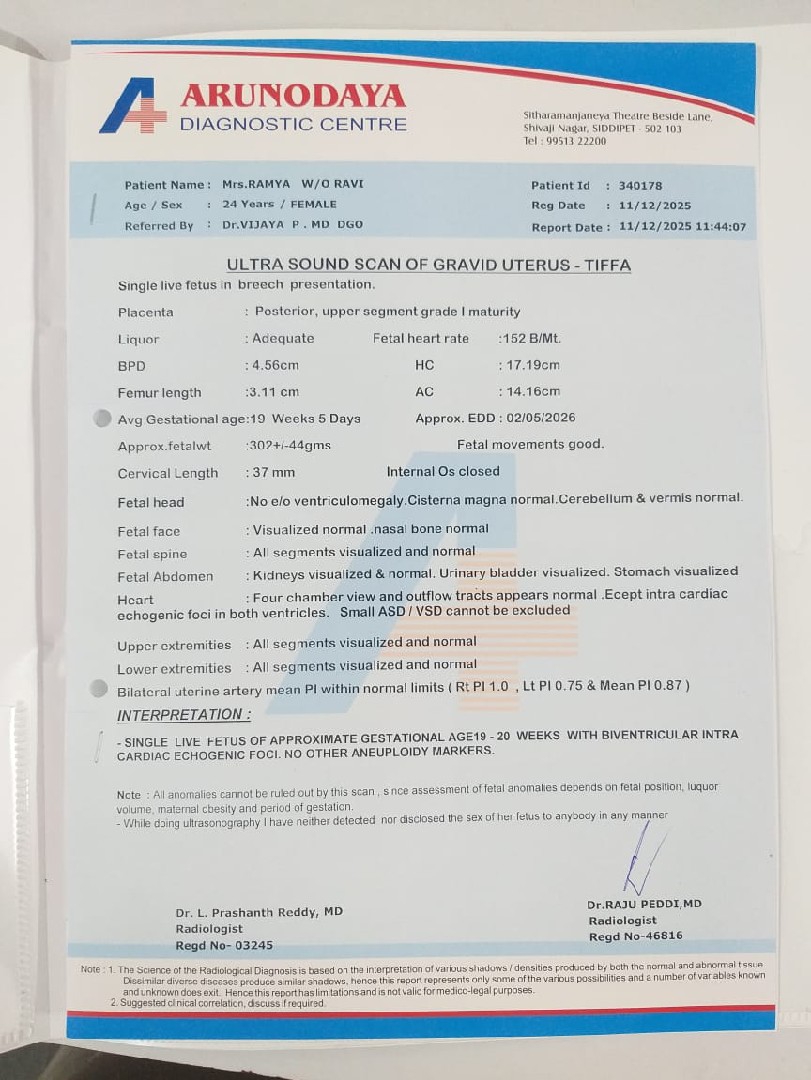 ARUNODAYA
DIAGNOSTIC CENTRE
Sitharamanjaneya Theatre Beside Lane,
Shivaji Nagar, SIDDIPET - 502 103
Tel : 99513 22200
Patient Name : Mrs.RAMYA W/O RAVI
Patient Id : 340178
Age / Sex : 24 Years / FEMALE
Reg Date : 11/12/2025
Referred By : Dr.VIJAYA P . MD DGO
Report Date : 11/12/2025 11:44:07
ULTRA SOUND SCAN OF GRAVID UTERUS - TIFFA
Single live fetus in breech presentation.
Placenta : Posterior, upper segment grade I maturity
Liquor : Adequate Fetal heart rate :152 B/Mt.
BPD : 4.56cm HC : 17.19cm
Femur length :3.11 cm AC : 14.16cm
Avg Gestational age:19 Weeks 5 Days Approx. EDD : 02/05/2026
Approx.fetalwt :302+/-44gms Fetal movements good.
Cervical Length : 37 mm Internal Os closed
Fetal head :No e/o ventriculomegaly.Cisterna magna normal.Cerebellum & vermis normal.
Fetal face : Visualized normal .nasal bone normal
Fetal spine : All segments visualized and normal
Fetal Abdomen : Kidneys visualized & normal. Urinary bladder visualized. Stomach visualized
Heart : Four chamber view and outflow tracts appears normal .Ecept intra cardiac
echogenic foci in both ventricles. Small ASD / VSD cannot be excluded
Upper extremities : All segments visualized and normal
Lower extremities : All segments visualized and normal
Bilateral uterine artery mean PI within normal limits ( Rt PI 1.0 , Lt PI 0.75 & Mean PI 0.87 )
INTERPRETATION :
- SINGLE LIVE FETUS OF APPROXIMATE GESTATIONAL AGE19 - 20 WEEKS WITH BIVENTRICULAR INTRA
CARDIAC ECHOGENIC FOCI. NO OTHER ANEUPLOIDY MARKERS.
Note : All anomalies cannot be ruled out by this scan , since assessment of fetal anomalies depends on fetal position, luquor
volume, maternal obesity and period of gestation.
- While doing ultrasonography I have neither detected nor disclosed the sex of her fetus to anybody in any manner
Dr. L. Prashanth Reddy, MD
Radiologist
Regd No- 03245
Dr.RAJU PEDDI,MD
Radiologist
Regd No-46816
Note : 1. The Science of the Radiological Diagnosis is based on the interpretation of various shadows / densities produced by both the normal and abnormal tissue.
Dissimilar diverse diseases produce similar shadows, hence this report represents only some of the various possibilities and a number of variables known
and unknown does exit. Hence this report has limitations and is not valic for medicc-legal purposes.
2. Suggested clinical correlation, discuss if required.